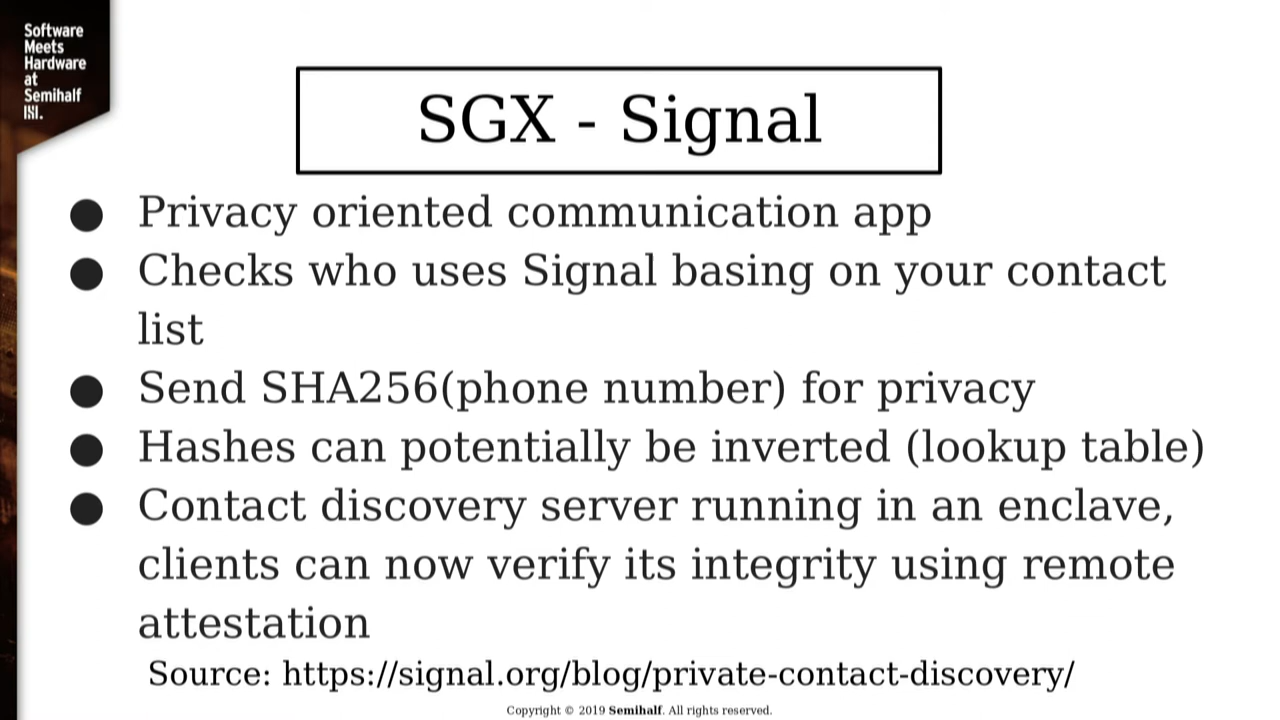 Software
Meets
Hardware
at
Semihalf
SGX - Signal
● Privacy oriented communication app
● Checks who uses Signal basing on your contact
list
● Send SHA256(phone number) for privacy
● Hashes can potentially be inverted (lookup table)
● Contact discovery server running in an enclave,
clients can now verify its integrity using remote
attestation
Source: https://signal.org/blog/private-contact-discovery/
Copyright © 2019 Semihalf. All rights reserved.